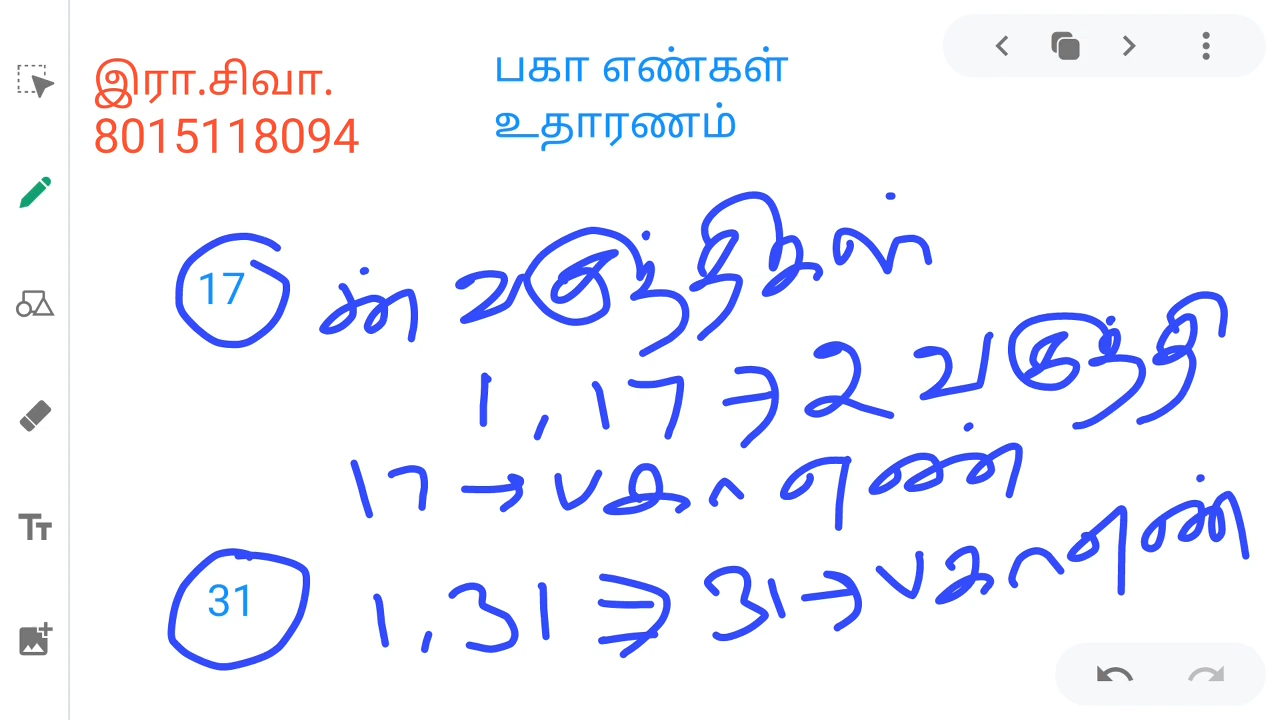 இரா.சிவா.
8015118094
பகா எண்கள்
உதாரணம்
17 ன் வகுந்திகள்
1, 17 → 2 வகுந்தி
17 → பகா எண்
31 1, 31 ⇒ 31 → பகா எண்
TT